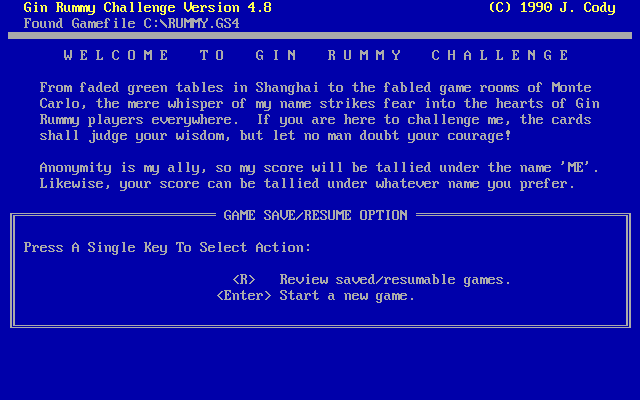 Gin Rummy Challenge Version 4.8 (C) 1990 J. Cody
Found Gamefile C:\RUMMY.GS4
W E L C O M E   T O   G I N   R U M M Y   C H A L L E N G E
From faded green tables in Shanghai to the fabled game rooms of Monte
Carlo, the mere whisper of my name strikes fear into the hearts of Gin
Rummy players everywhere.  If you are here to challenge me, the cards
shall judge your wisdom, but let no man doubt your courage!
Anonymity is my ally, so my score will be tallied under the name 'ME'.
Likewise, your score can be tallied under whatever name you prefer.
GAME SAVE/RESUME OPTION
Press A Single Key To Select Action:
<R>   Review saved/resumable games.
<Enter> Start a new game.